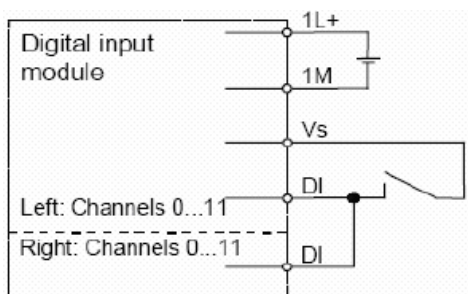 1L+
Digital input
module
1M
Vs
DI
Left: Channels 0...11
Right: Channels 0...11
DI